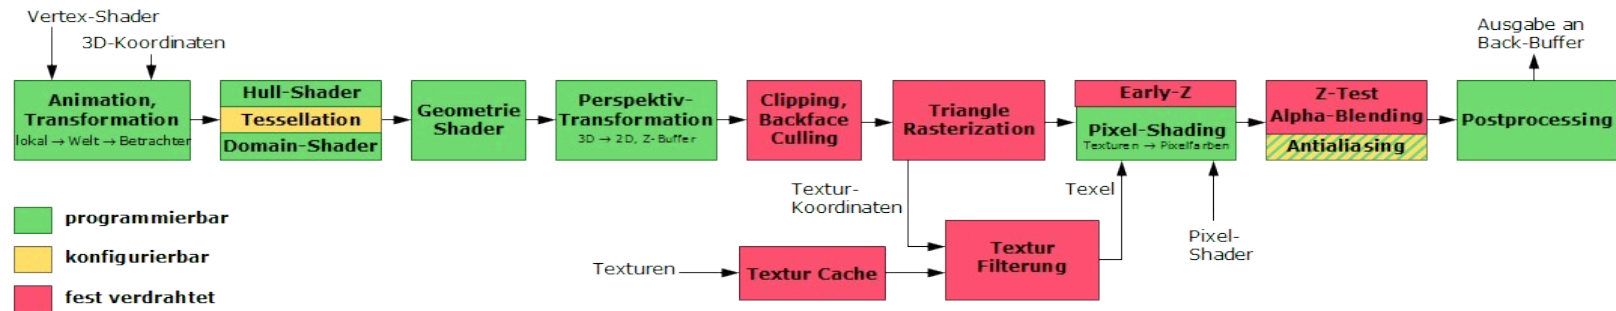 Vertex-Shader
3D-Koordinaten
Animation,
Transformation
lokal → Welt → Betrachter
Hull-Shader
Tessellation
Domain-Shader
Geometrie
Shader
Perspektiv-
Transformation
3D → 2D, Z-Buffer
Clipping,
Backface
Culling
Triangle
Rasterization
Early-Z
Pixel-Shading
Texturen → Pixelfarben
Z-Test
Alpha-Blending
Antialiasing
Postprocessing
Ausgabe an
Back-Buffer
Textur-
Koordinaten
Texel
Pixel-
Shader
Texturen
Textur Cache
Textur
Filterung
programmierbar
konfigurierbar
fest verdrahtet